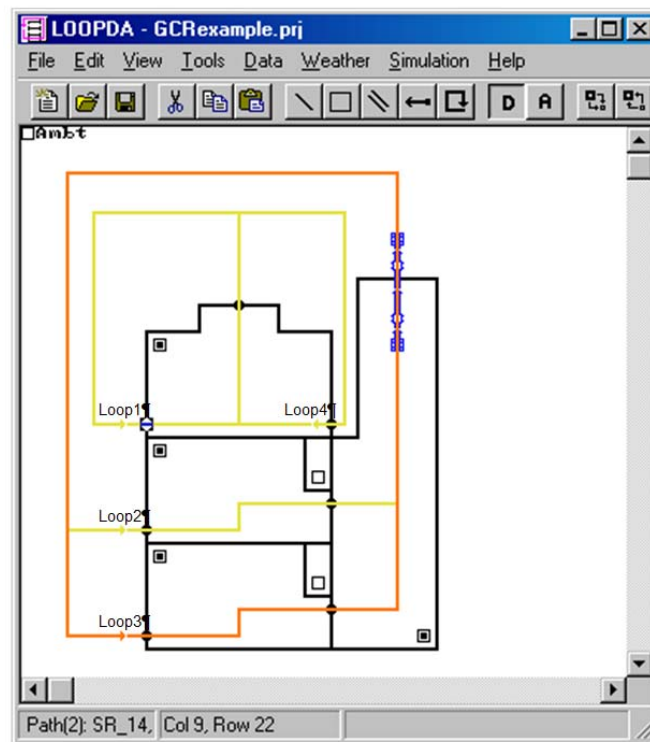 LOOPDA - GCRexample.prj
File Edit View Tools Data Weather Simulation Help
D A
Ambt
Loop1¶ Loop4¶
Loop2¶
Loop3¶
Path(2): SR_14, Col 9, Row 22